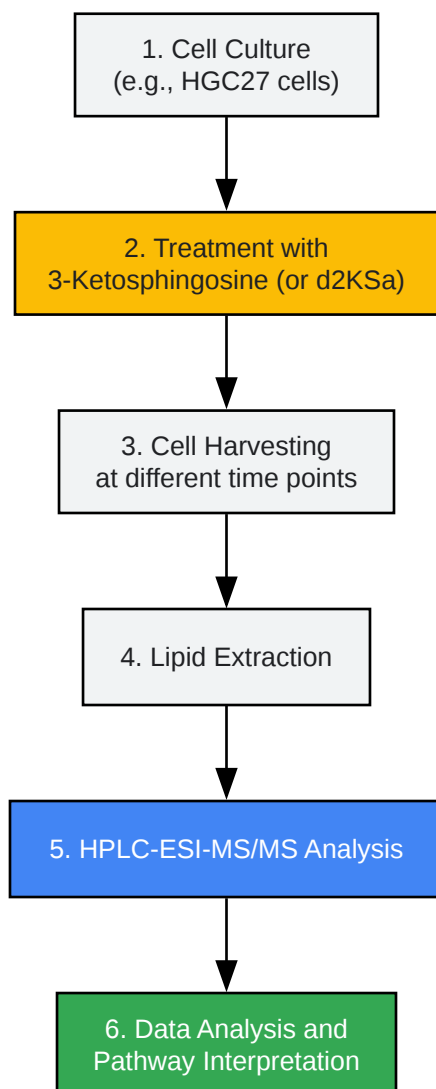 1. Cell Culture
(e.g., HGC27 cells)
2. Treatment with
3-Ketosphingosine (or d2KSa)
3. Cell Harvesting
at different time points
4. Lipid Extraction
5. HPLC-ESI-MS/MS Analysis
6. Data Analysis and
Pathway Interpretation